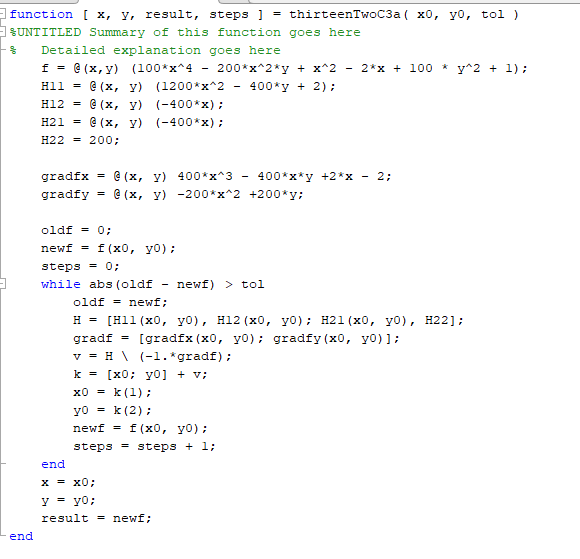 function [ x, y, result, steps ] = thirteenTwoC3a( x0, y0, tol )
%UNTITLED Summary of this function goes here
%   Detailed explanation goes here
    f = @(x,y) (100*x^4 - 200*x^2*y + x^2 - 2*x + 100 * y^2 + 1);
    H11 = @(x, y) (1200*x^2 - 400*y + 2);
    H12 = @(x, y) (-400*x);
    H21 = @(x, y) (-400*x);
    H22 = 200;

    gradfx = @(x, y) 400*x^3 - 400*x*y +2*x - 2;
    gradfy = @(x, y) -200*x^2 +200*y;

    oldf = 0;
    newf = f(x0, y0);
    steps = 0;
    while abs(oldf - newf) > tol
        oldf = newf;
        H = [H11(x0, y0), H12(x0, y0); H21(x0, y0), H22];
        gradf = [gradfx(x0, y0); gradfy(x0, y0)];
        v = H \ (-1.*gradf);
        k = [x0; y0] + v;
        x0 = k(1);
        y0 = k(2);
        newf = f(x0, y0);
        steps = steps + 1;
    end
    x = x0;
    y = y0;
    result = newf;
end